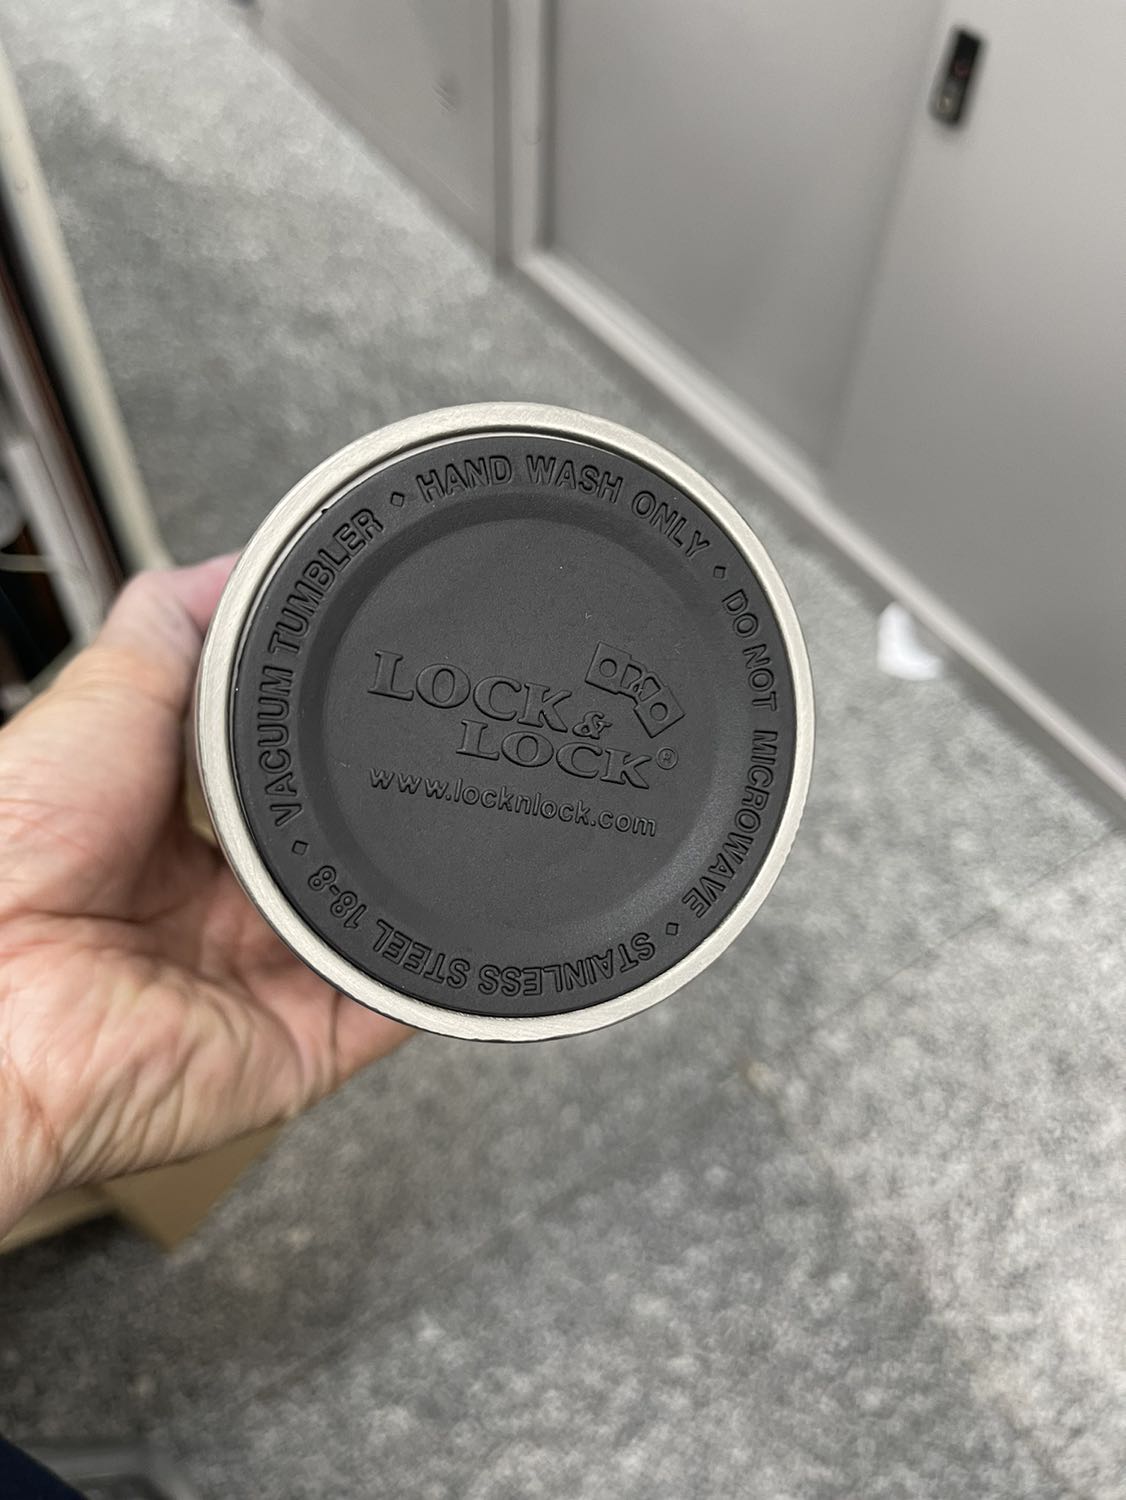 LOCK &
LOCK®
www.locknlock.com
VACUUM TUMBLER • HAND WASH ONLY • DO NOT MICROWAVE • STAINLESS STEEL 18-8 •